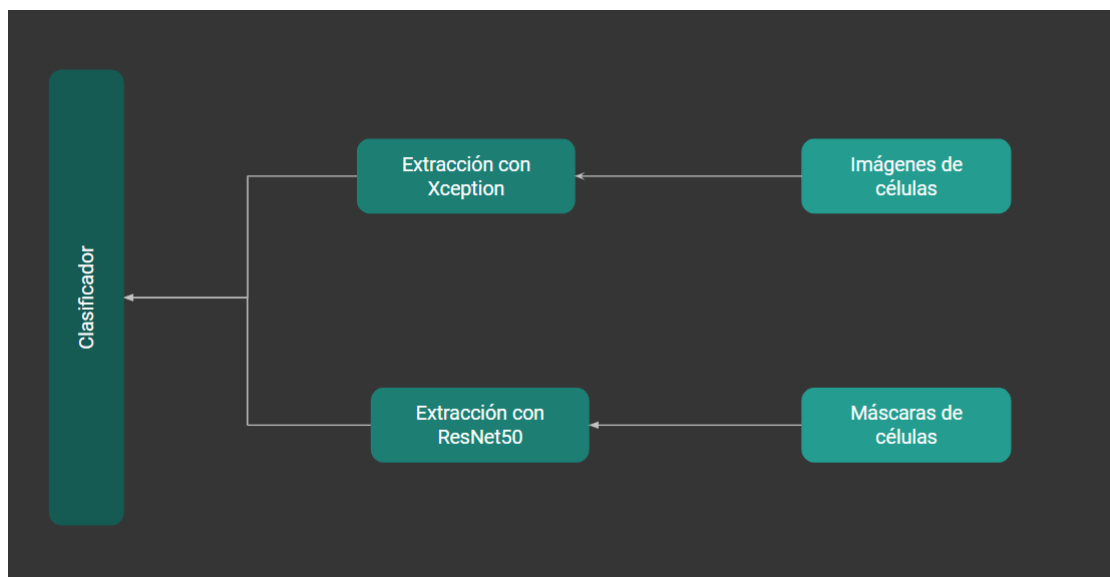 Clasificador
Extracción con
Xception
Imágenes de
células
Extracción con
ResNet50
Máscaras de
células